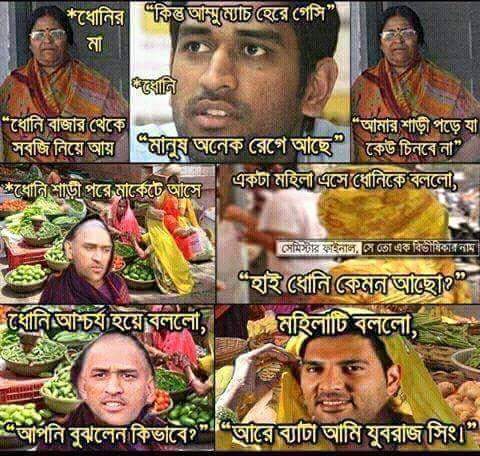 *ধোনির
মা
"ধোনি বাজার থেকে
সবজি নিয়ে আয়"
"কিন্তু আম্মু ম্যাচ হেরে গেসি"
*ধোনি
"মানুষ অনেক রেগে আছে"
"আমার শাড়ী পড়ে যা
কেউ চিনবে না"
*ধোনি শাড়ী পরে মার্কেটে আসে
একটা মহিলা এসে ধোনিকে বললো,
সেমিস্টার ফাইনাল, সে তো এক বিভীষিকার নাম
"হাই ধোনি কেমন আছো?"
ধোনি আশ্চর্য হয়ে বললো,
"আপনি বুঝলেন কিভাবে?"
মহিলাটি বললো,
"আরে ব্যাটা আমি যুবরাজ সিং।"